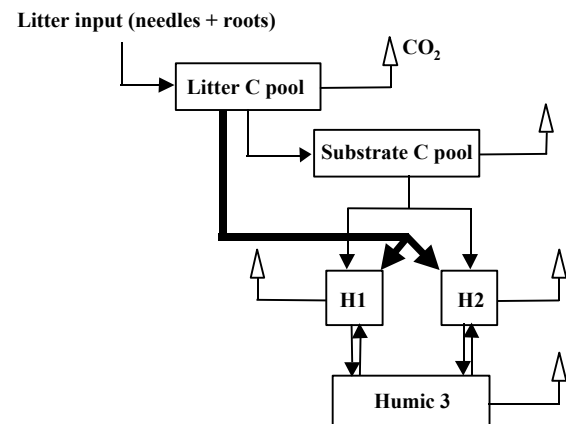 Litter input (needles + roots)
CO₂
Litter C pool
Substrate C pool
H1
H2
Humic 3